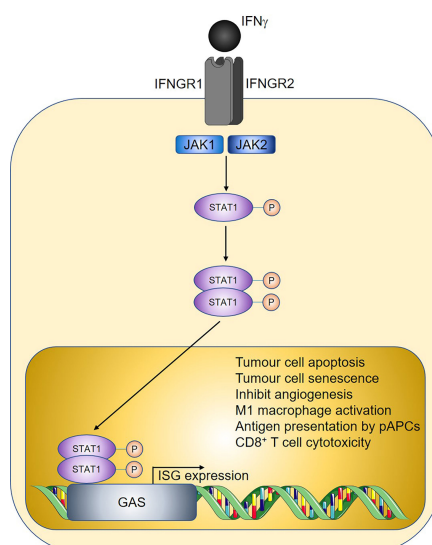 IFNγ
IFNGR1
IFNGR2
JAK1
JAK2
STAT1
P
STAT1
P
STAT1
P
Tumour cell apoptosis
Tumour cell senescence
Inhibit angiogenesis
M1 macrophage activation
Antigen presentation by pAPCs
CD8⁺ T cell cytotoxicity
STAT1
P
STAT1
P
ISG expression
GAS